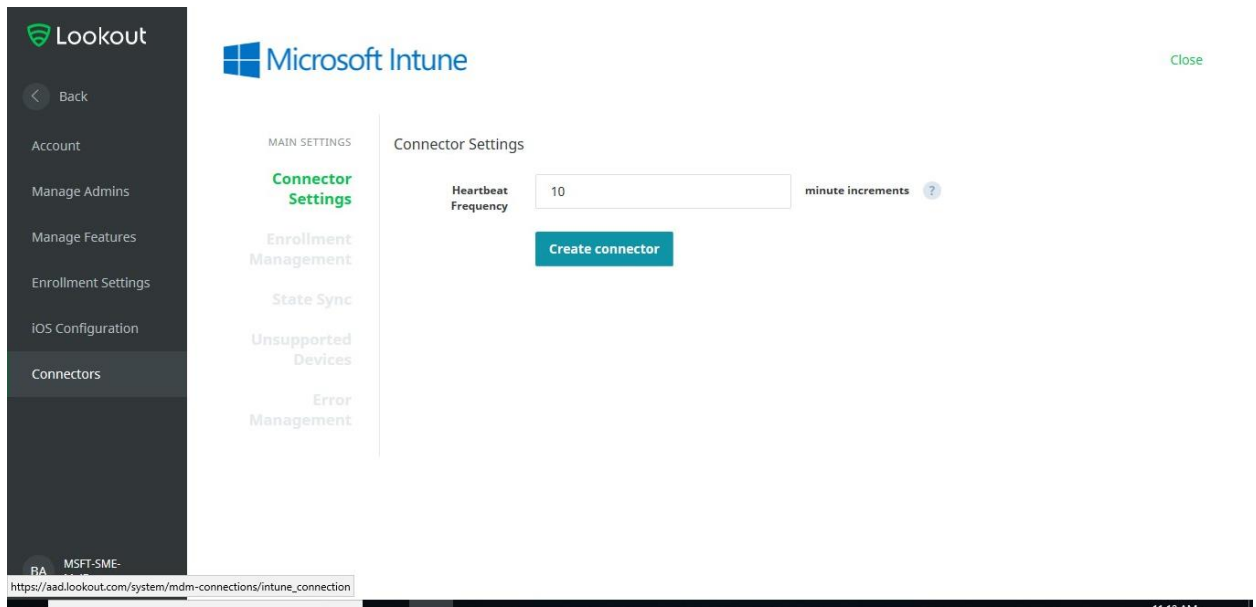 Lookout
Back
Account
Manage Admins
Manage Features
Enrollment Settings
iOS Configuration
Connectors
BA
MSFT-SME-
https://aad.lookout.com/system/mdm-connections/intune_connection
Microsoft Intune
Close
MAIN SETTINGS
Connector
Settings
Enrollment
Management
State Sync
Unsupported
Devices
Error
Management
Connector Settings
Heartbeat
Frequency
10
minute increments
?
Create connector